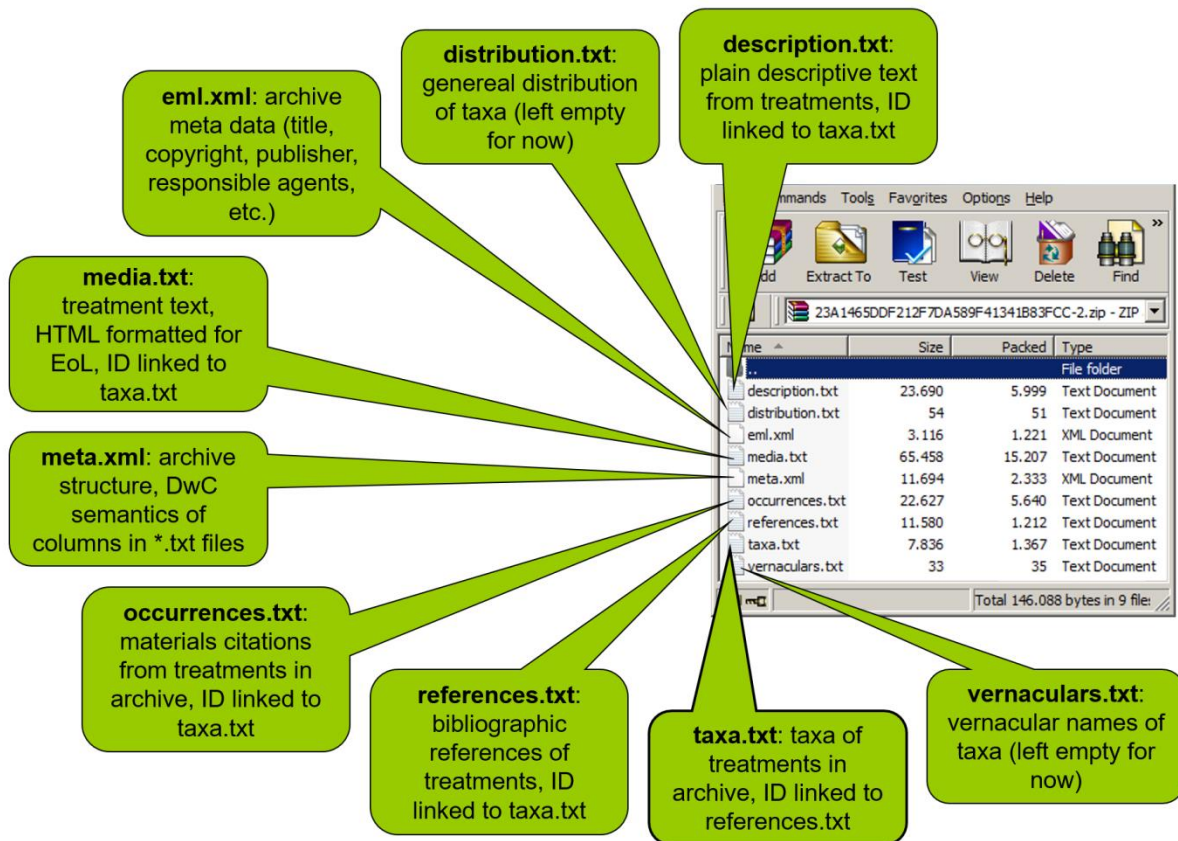 distribution.txt:
genereal distribution
of taxa (left empty
for now)
description.txt:
plain descriptive text
from treatments, ID
linked to taxa.txt
eml.xml: archive
meta data (title,
copyright, publisher,
responsible agents,
etc.)
media.txt:
treatment text,
HTML formatted for
EoL, ID linked to
taxa.txt
meta.xml: archive
structure, DwC
semantics of
columns in *.txt files
occurrences.txt:
materials citations
from treatments in
archive, ID linked to
taxa.txt
references.txt:
bibliographic
references of
treatments, ID
linked to taxa.txt
taxa.txt: taxa of
treatments in
archive, ID linked to
references.txt
vernaculars.txt:
vernacular names of
taxa (left empty for
now)
Tools Favorites Options Help
Extract To Test View Delete Find »
23A1465DDF212F7DA589F41341B83FCC-2.zip - ZIP
Size Packed Type
.. File folder
description.txt 23.690 5.999 Text Document
distribution.txt 54 51 Text Document
eml.xml 3.116 1.221 XML Document
media.txt 65.458 15.207 Text Document
meta.xml 11.694 2.333 XML Document
occurrences.txt 22.627 5.640 Text Document
references.txt 11.580 1.212 Text Document
taxa.txt 7.836 1.367 Text Document
vernaculars.txt 33 35 Text Document
Total 146.088 bytes in 9